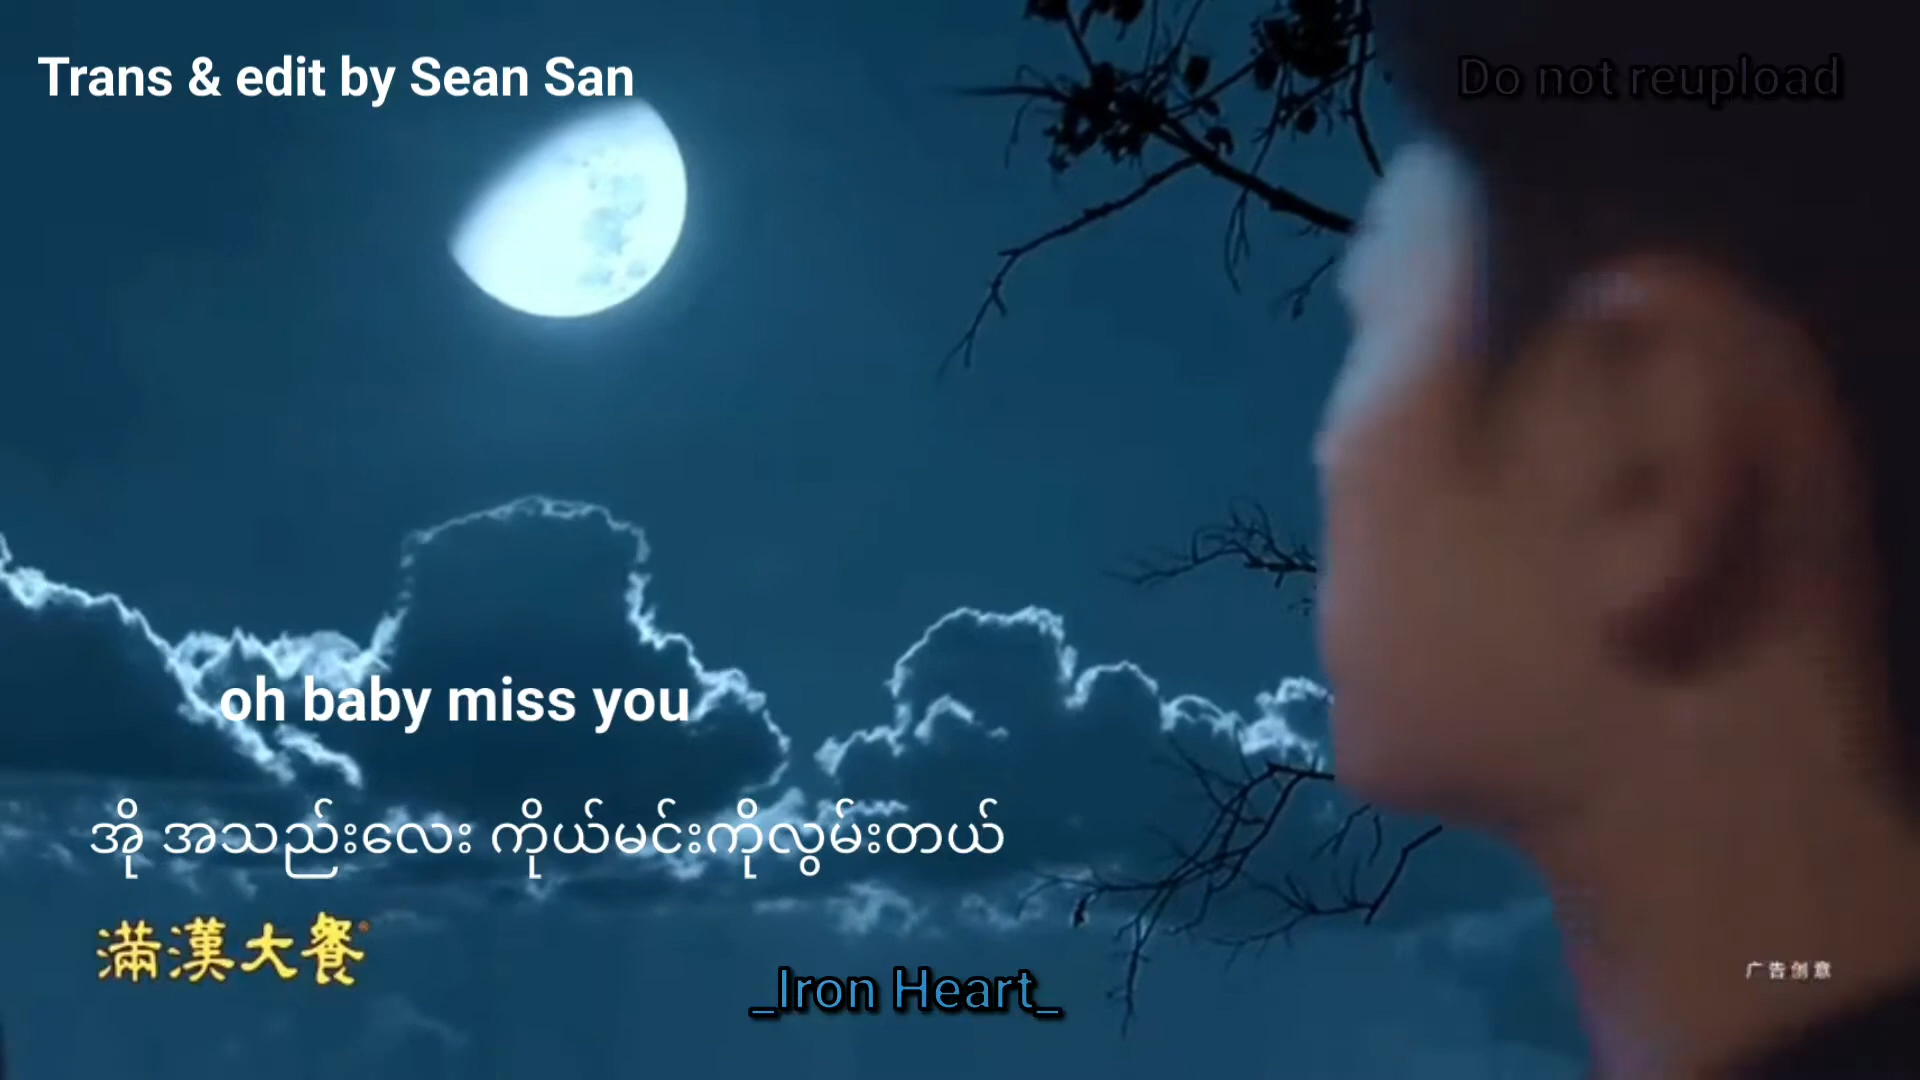 Trans & edit by Sean San
Do not reupload
oh baby miss you
အို အသည်းလေး ကိုယ်မင်းကိုလွမ်းတယ်
滿漢大餐®
广告创意
_Iron Heart_